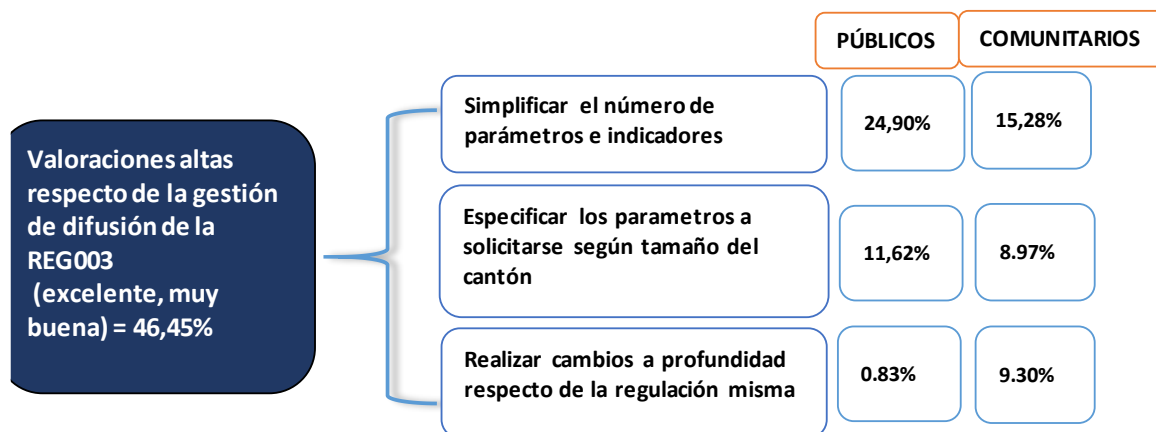 PÚBLICOS
COMUNITARIOS
Valoraciones altas
respecto de la gestión
de difusión de la
REG003
(excelente, muy
buena) = 46,45%
Simplificar el número de
parámetros e indicadores
24,90%
15,28%
Especificar los parametros a
solicitarse según tamaño del
cantón
11,62%
8.97%
Realizar cambios a profundidad
respecto de la regulación misma
0.83%
9.30%